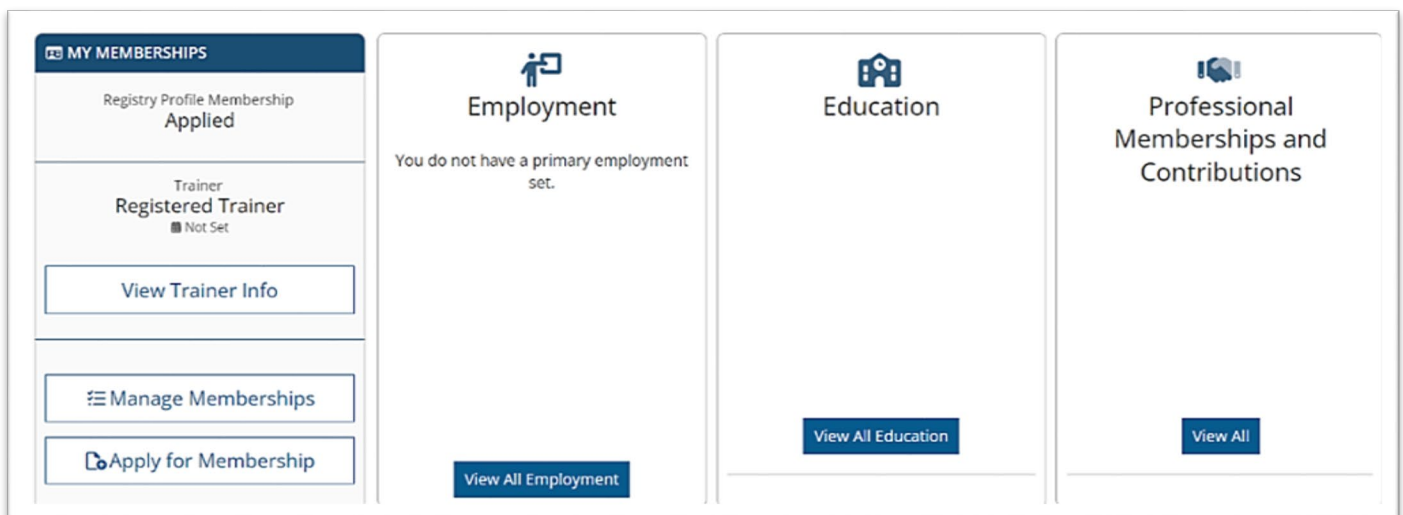 MY MEMBERSHIPS
Registry Profile Membership
Applied
Trainer
Registered Trainer
Not Set
View Trainer Info
Manage Memberships
Apply for Membership
Employment
You do not have a primary employment
set.
View All Employment
Education
View All Education
Professional
Memberships and
Contributions
View All